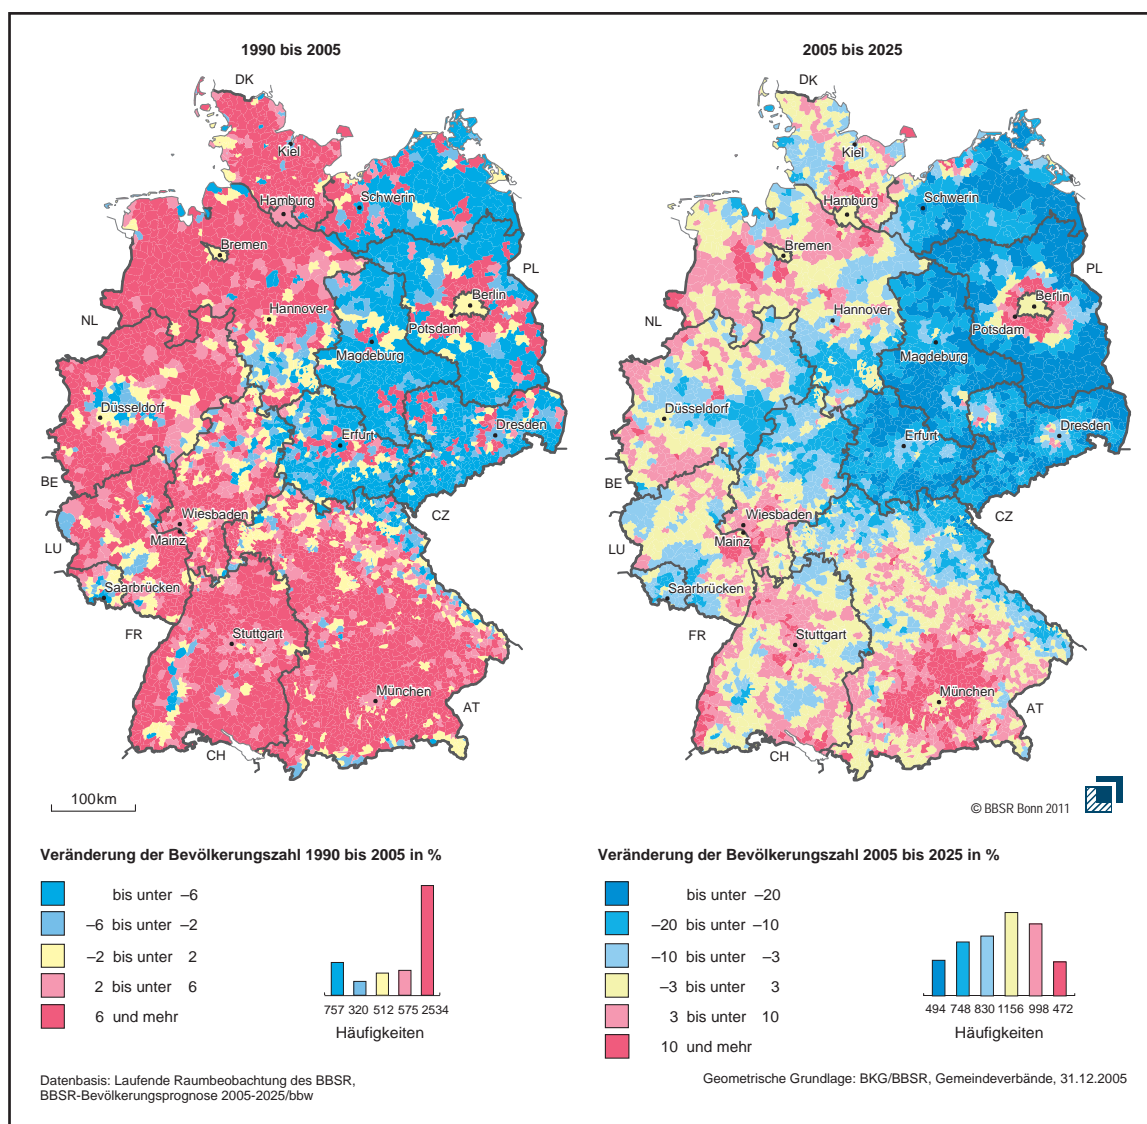 1990 bis 2005
DK
Kiel
Hamburg
Schwerin
Bremen
PL
Berlin
Hannover
Potsdam
NL
Magdeburg
Düsseldorf
Erfurt
Dresden
BE
Wiesbaden
CZ
Mainz
LU
Saarbrücken
FR
Stuttgart
München
AT
CH
100km
2005 bis 2025
DK
Kiel
Hamburg
Schwerin
Bremen
PL
Berlin
Hannover
Potsdam
NL
Magdeburg
Düsseldorf
Erfurt
Dresden
BE
Wiesbaden
CZ
Mainz
LU
Saarbrücken
FR
Stuttgart
München
AT
CH
© BBSR Bonn 2011
Veränderung der Bevölkerungszahl 1990 bis 2005 in %
bis unter –6
–6 bis unter –2
–2 bis unter 2
2 bis unter 6
6 und mehr
757 320 512 575 2534
Häufigkeiten
Veränderung der Bevölkerungszahl 2005 bis 2025 in %
bis unter –20
–20 bis unter –10
–10 bis unter –3
–3 bis unter 3
3 bis unter 10
10 und mehr
494 748 830 1156 998 472
Häufigkeiten
Datenbasis: Laufende Raumbeobachtung des BBSR,
BBSR-Bevölkerungsprognose 2005-2025/bbw
Geometrische Grundlage: BKG/BBSR, Gemeindeverbände, 31.12.2005